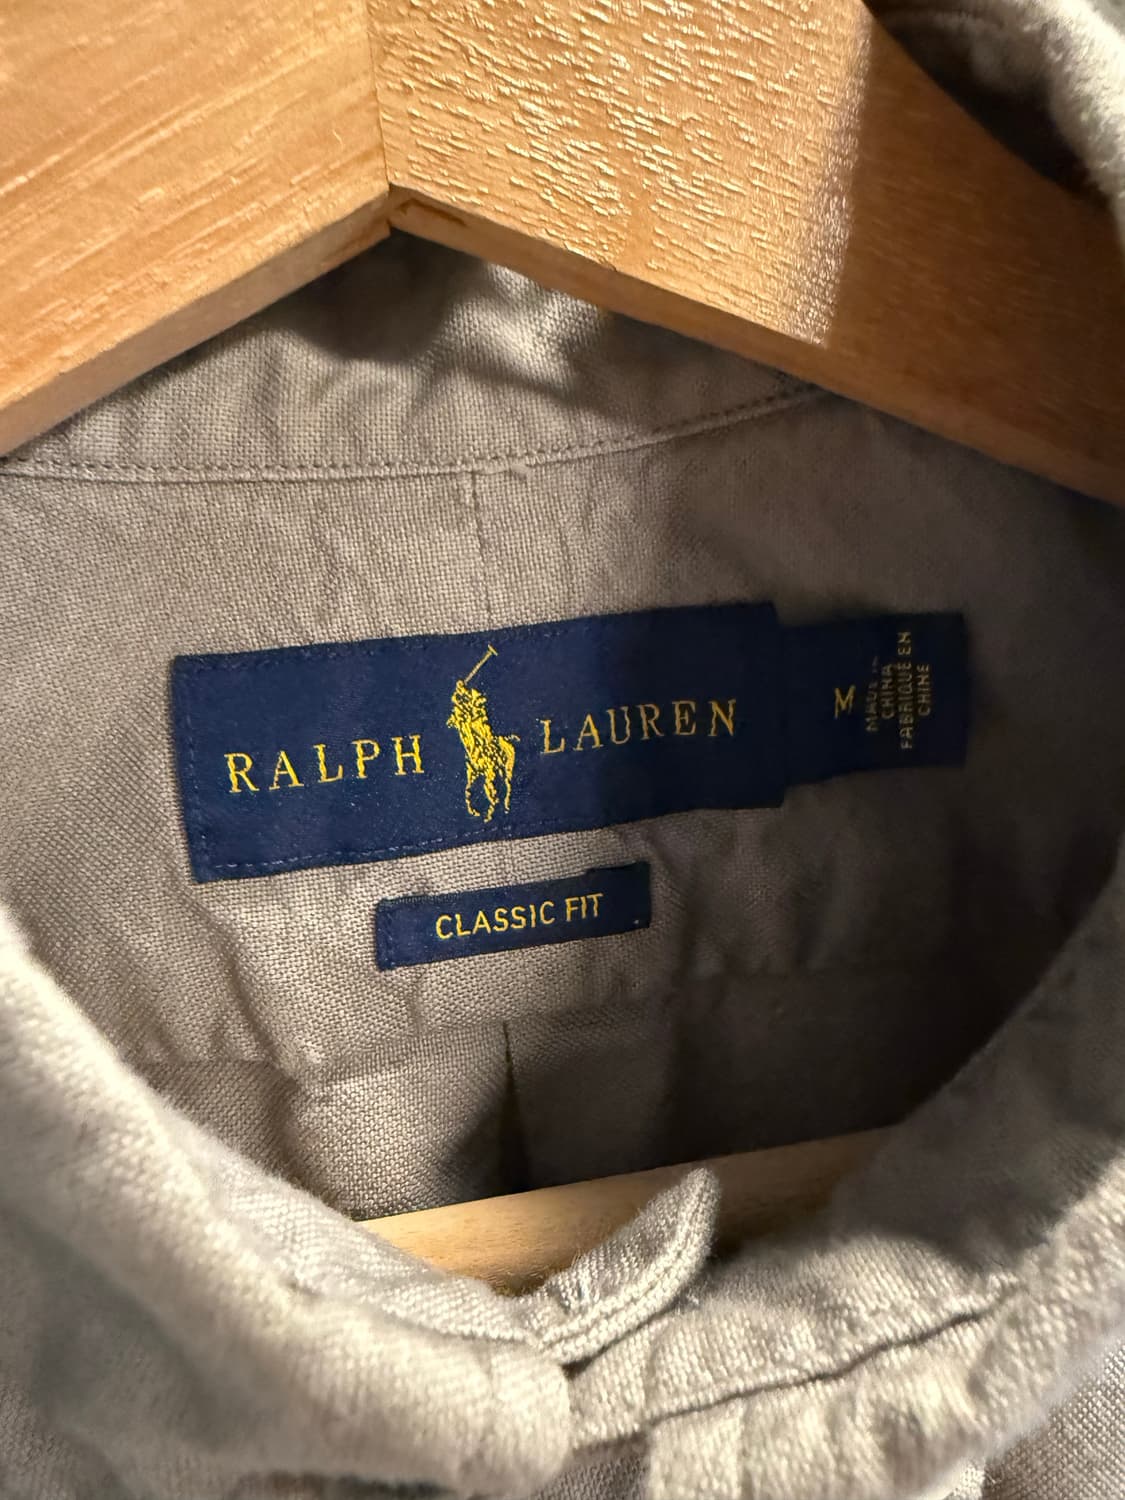 RALPH LAUREN
M
MADE IN
CHINA
FABRIQUÉ EN
CHINE
CLASSIC FIT